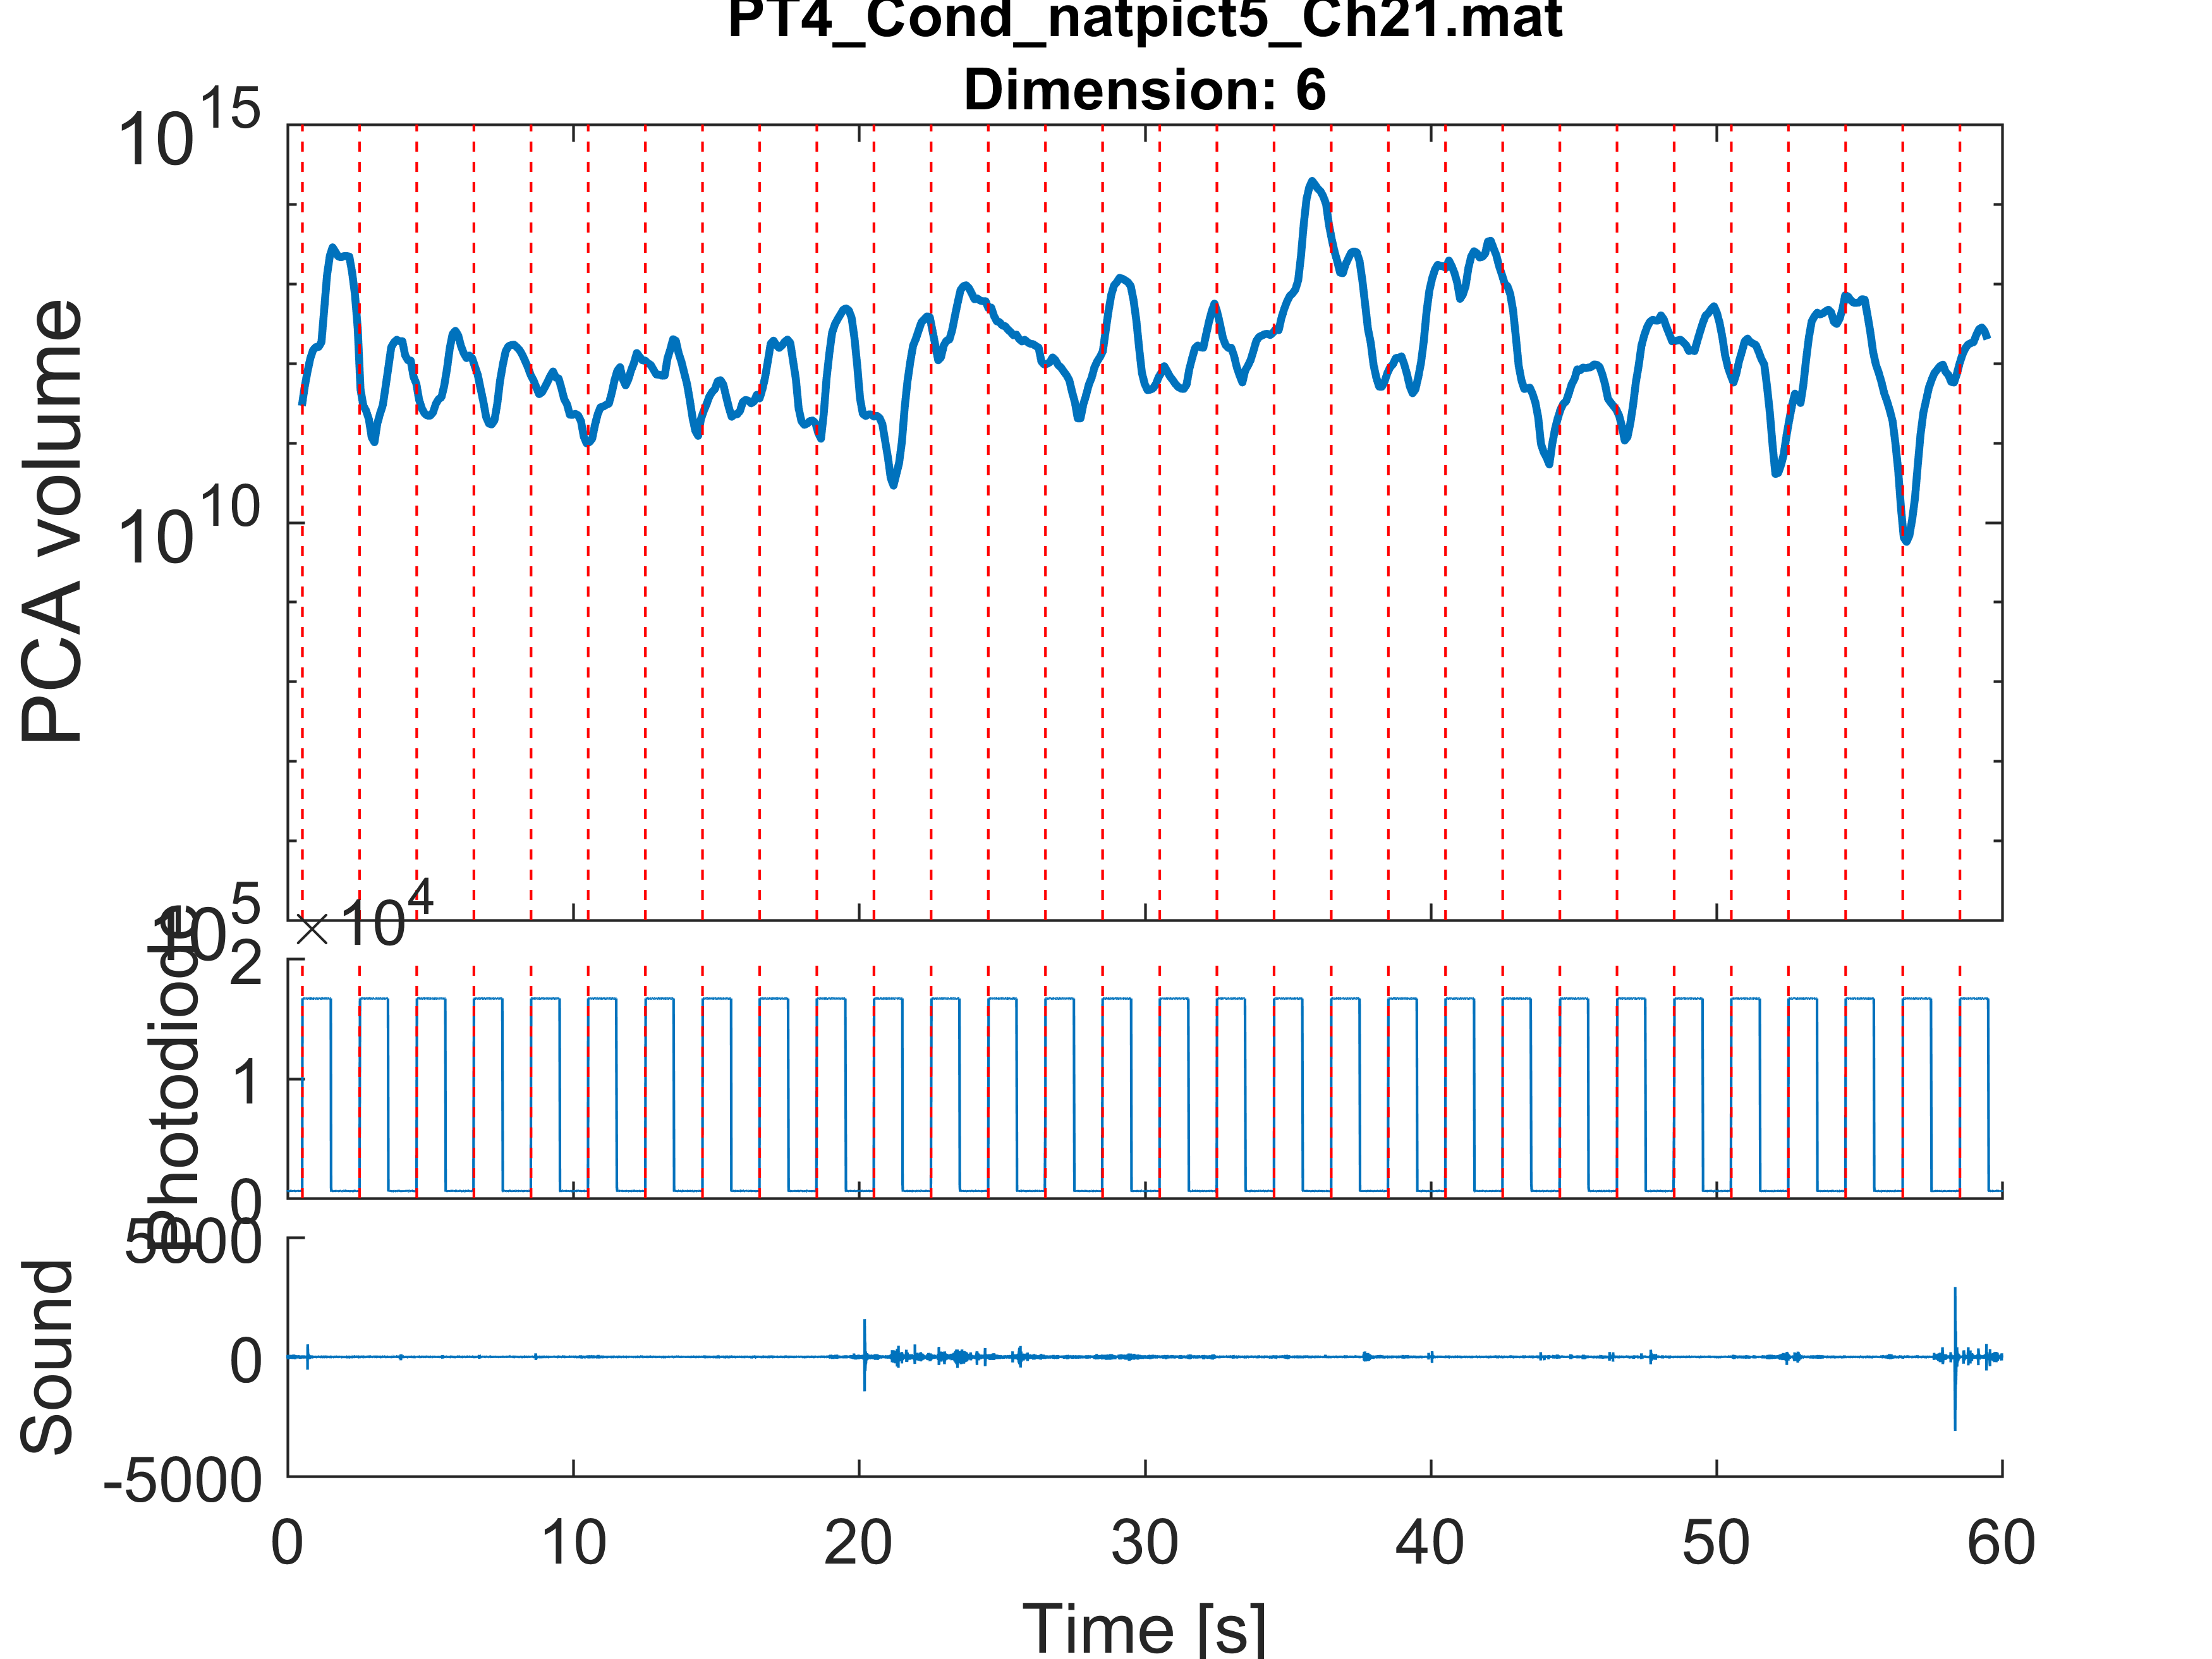 PT4_Cond_natpict5_Ch21.mat
Dimension: 6
10^15
10^10
10^5
PCA volume
×10^4
2
1
0
Photodiode
5000
0
-5000
Sound
0 10 20 30 40 50 60
Time [s]